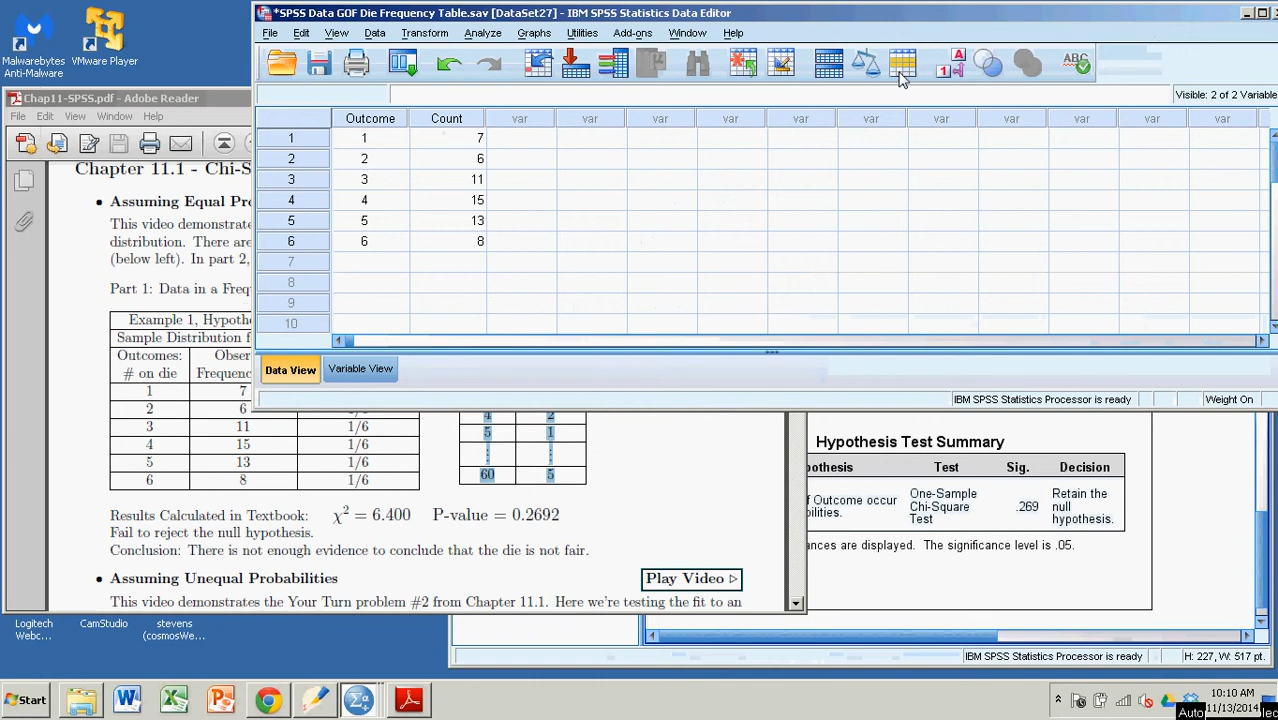 Malwarebytes
Anti-Malware
VMware Player
*SPSS Data GOF Die Frequency Table.sav [DataSet27] - IBM SPSS Statistics Data Editor
File Edit View Data Transform Analyze Graphs Utilities Add-ons Window Help
Visible: 2 of 2 Variable
Outcome Count var var var var var var var var var var var
1 1 7
2 2 6
3 3 11
4 4 15
5 5 13
6 6 8
7
8
9
10
Data View Variable View
IBM SPSS Statistics Processor is ready Weight On
Chap11-SPSS.pdf - Adobe Reader
File Edit View Window Help
Chapter 11.1 - Chi-S
• Assuming Equal Pro
This video demonstrate
distribution. There are
(below left). In part 2,
Part 1: Data in a Freq
Example 1, Hypoth
Sample Distribution f
Outcomes: Obser
# on die Frequenc
1 7
2 6 1/6
3 11 1/6
4 15 1/6
5 13 1/6
6 8 1/6
4 2
5 1
⋮ ⋮
60 5
Results Calculated in Textbook: χ² = 6.400 P-value = 0.2692
Fail to reject the null hypothesis.
Conclusion: There is not enough evidence to conclude that the die is not fair.
• Assuming Unequal Probabilities Play Video ▷
This video demonstrates the Your Turn problem #2 from Chapter 11.1. Here we're testing the fit to an
Hypothesis Test Summary
othesis Test Sig. Decision
f Outcome occur
bilities.
One-Sample
Chi-Square
Test
.269
Retain the
null
hypothesis.
ances are displayed. The significance level is .05.
IBM SPSS Statistics Processor is ready H: 227, W: 517 pt.
Logitech
Webc...
CamStudio
stevens
(cosmosWe...
Start
10:10 AM
11/13/2014